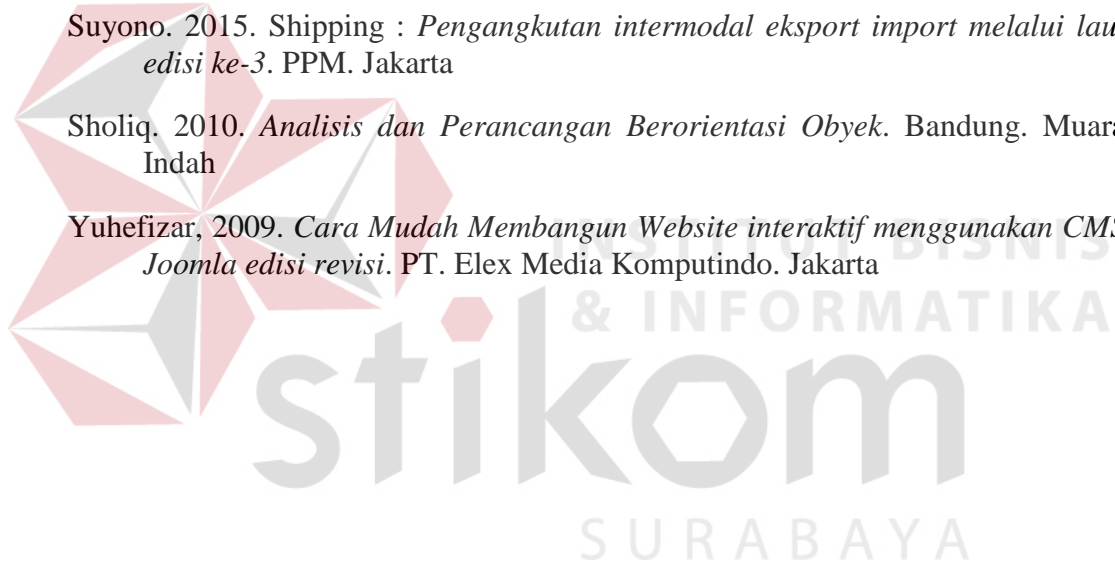 Suyono. 2015. Shipping : Pengangkutan intermodal eksport import melalui lau
edisi ke-3. PPM. Jakarta
Sholiq. 2010. Analisis dan Perancangan Berorientasi Obyek. Bandung. Muara
Indah
Yuhefizar, 2009. Cara Mudah Membangun Website interaktif menggunakan CMS
Joomla edisi revisi. PT. Elex Media Komputindo. Jakarta
INSTITUT BISNIS
& INFORMATIKA
stikom
SURABAYA